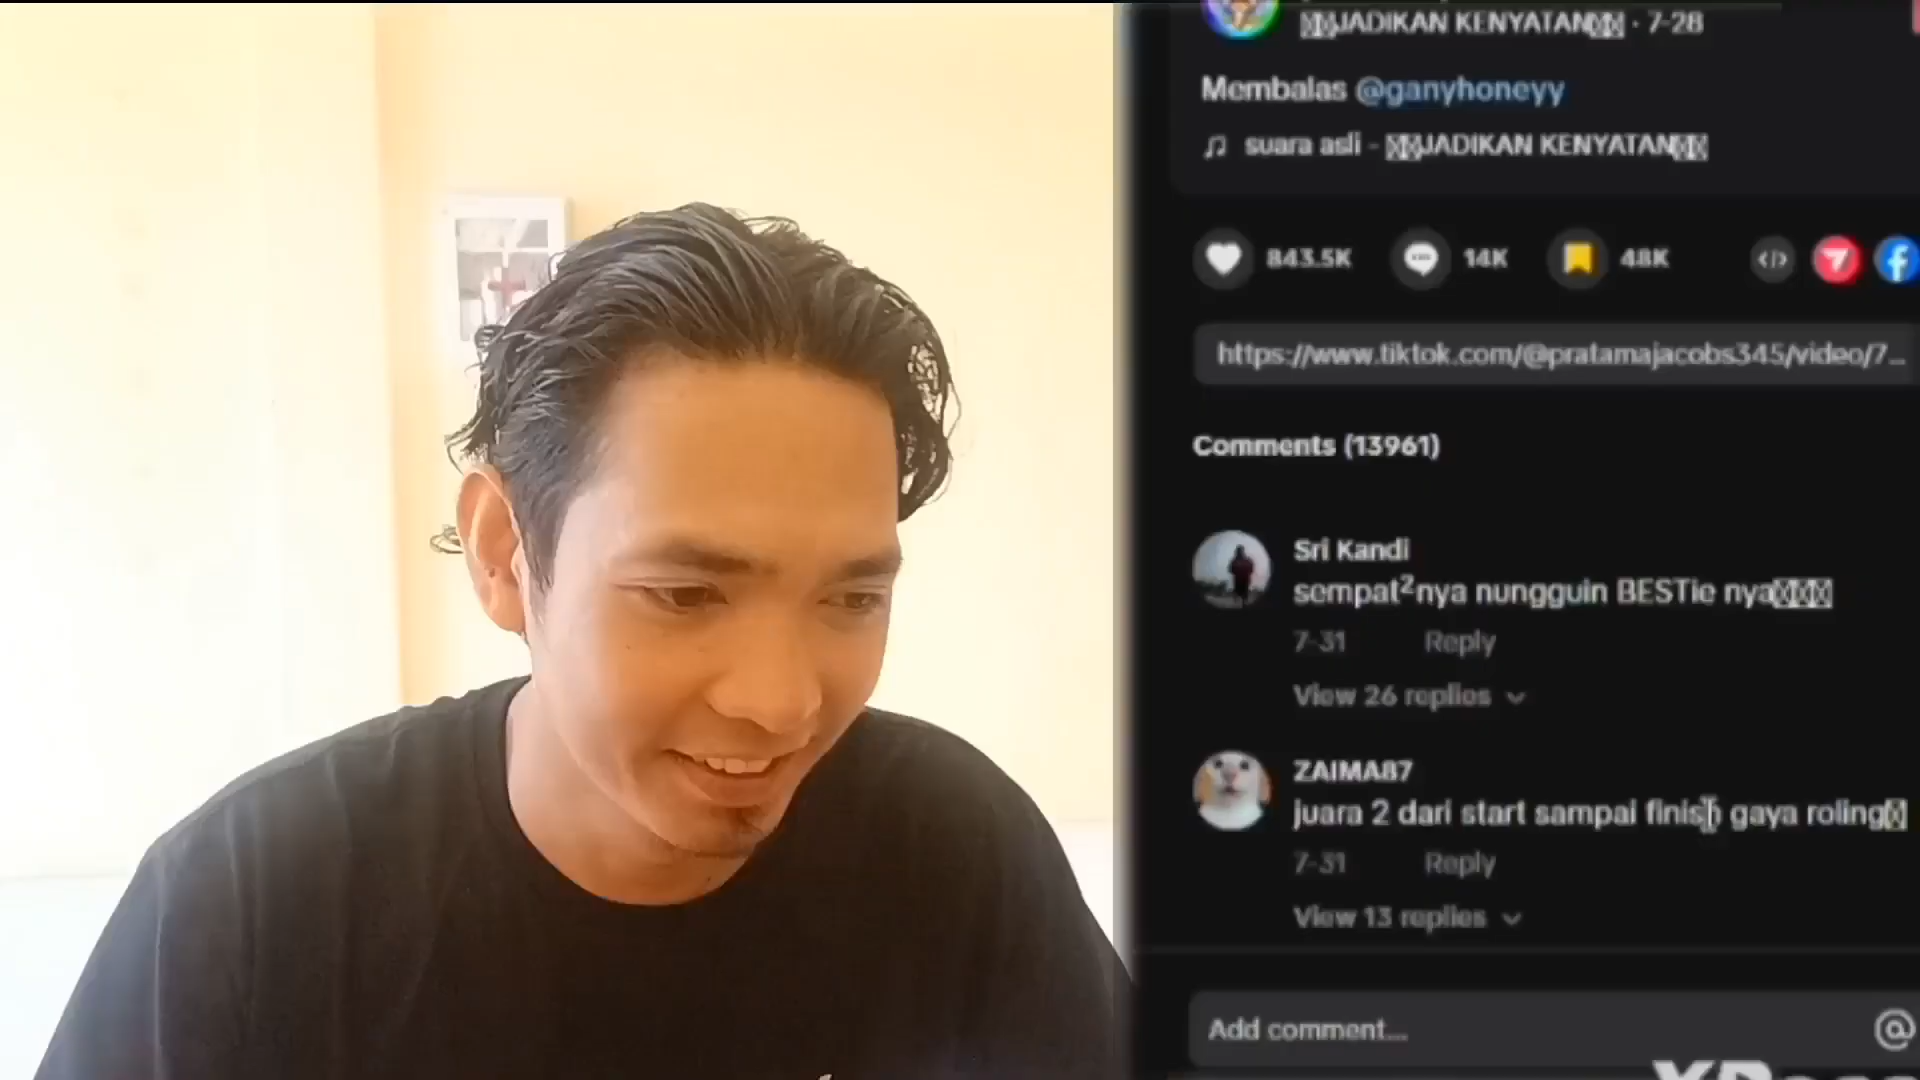 JADIKAN KENYATAN · 7-28
Membalas @ganyhoneyy
suara asli - JADIKAN KENYATAN
843.5K 14K 48K
https://www.tiktok.com/@pratamajacobs345/video/7...
Comments (13961)
Sri Kandi
sempat²nya nungguin BESTie nya
7-31 Reply
View 26 replies
ZAIMA87
juara 2 dari start sampai finish gaya roling
7-31 Reply
View 13 replies
Add comment...
@